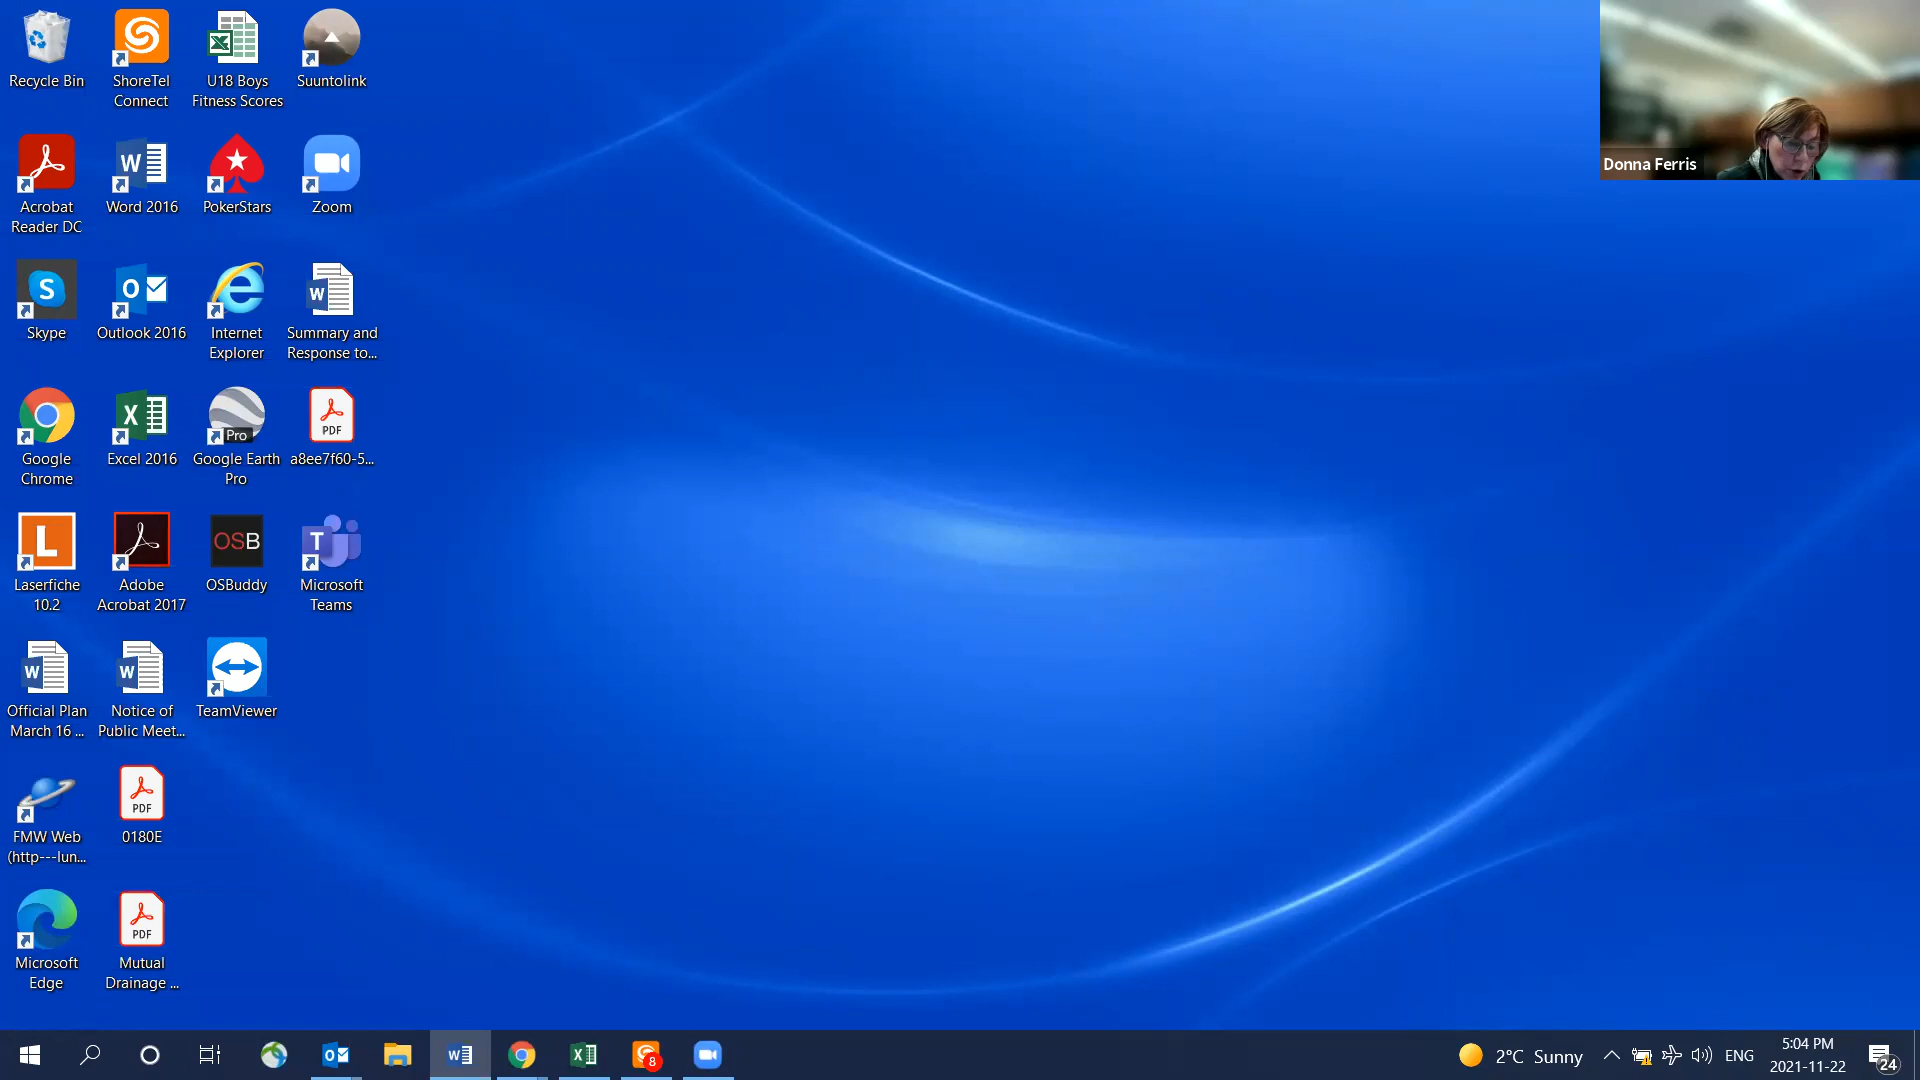 Recycle Bin
ShoreTel
Connect
U18 Boys
Fitness Scores
Suuntolink
Donna Ferris
Acrobat
Reader DC
Word 2016
PokerStars
Zoom
S
Skype
Outlook 2016
Internet
Explorer
W
Summary and
Response to...
Google
Chrome
Excel 2016
Pro
Google Earth
Pro
PDF
a8ee7f60-5...
L
Laserfiche
10.2
Adobe
Acrobat 2017
OSB
OSBuddy
T
Microsoft
Teams
W
Official Plan
March 16 ...
W
Notice of
Public Meet...
TeamViewer
FMW Web
(http---lun...
PDF
0180E
Microsoft
Edge
PDF
Mutual
Drainage ...
8
2°C Sunny
ENG
5:04 PM
2021-11-22
24